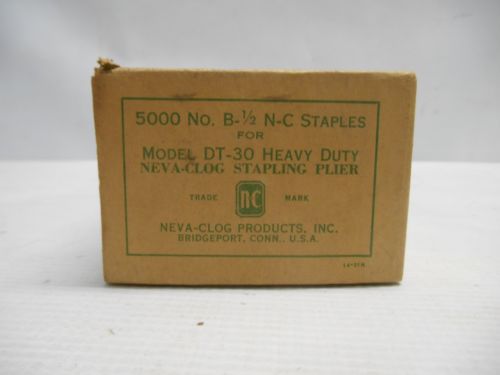 5000 No. B-½ N-C STAPLES
FOR
MODEL DT-30 HEAVY DUTY
NEVA-CLOG STAPLING PLIER
TRADE NC MARK
NEVA-CLOG PRODUCTS, INC.
BRIDGEPORT, CONN., U.S.A.